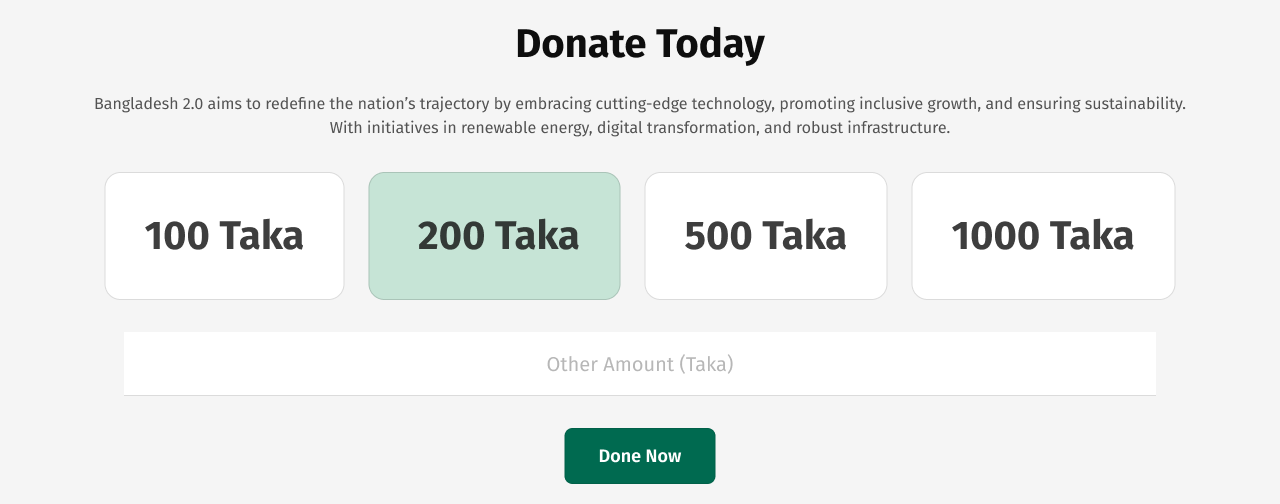 Donate Today
Bangladesh 2.0 aims to redefine the nation’s trajectory by embracing cutting-edge technology, promoting inclusive growth, and ensuring sustainability.
With initiatives in renewable energy, digital transformation, and robust infrastructure.
100 Taka
200 Taka
500 Taka
1000 Taka
Other Amount (Taka)
Done Now